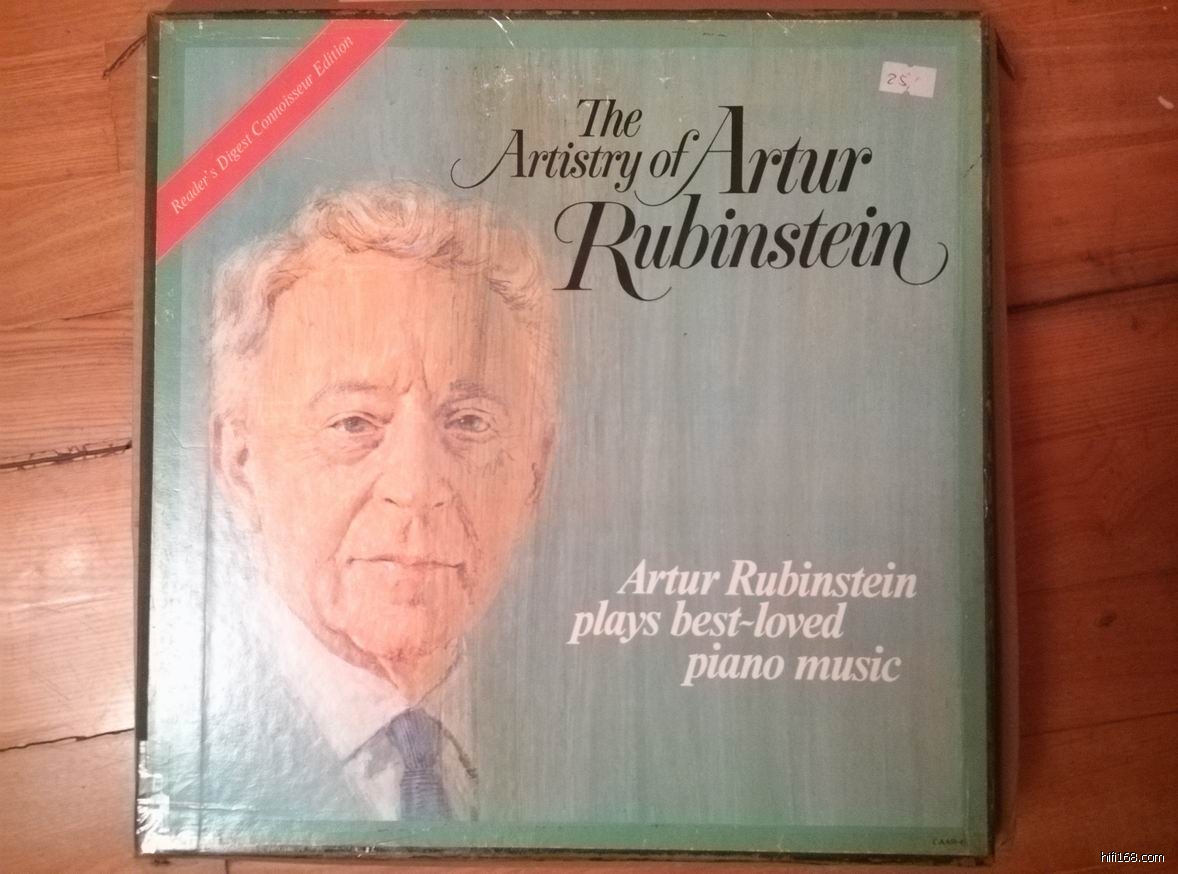 Reader's Digest Connoisseur Edition
25,-
The
Artistry of Artur
Rubinstein
Artur Rubinstein
plays best-loved
piano music
hifi168.com